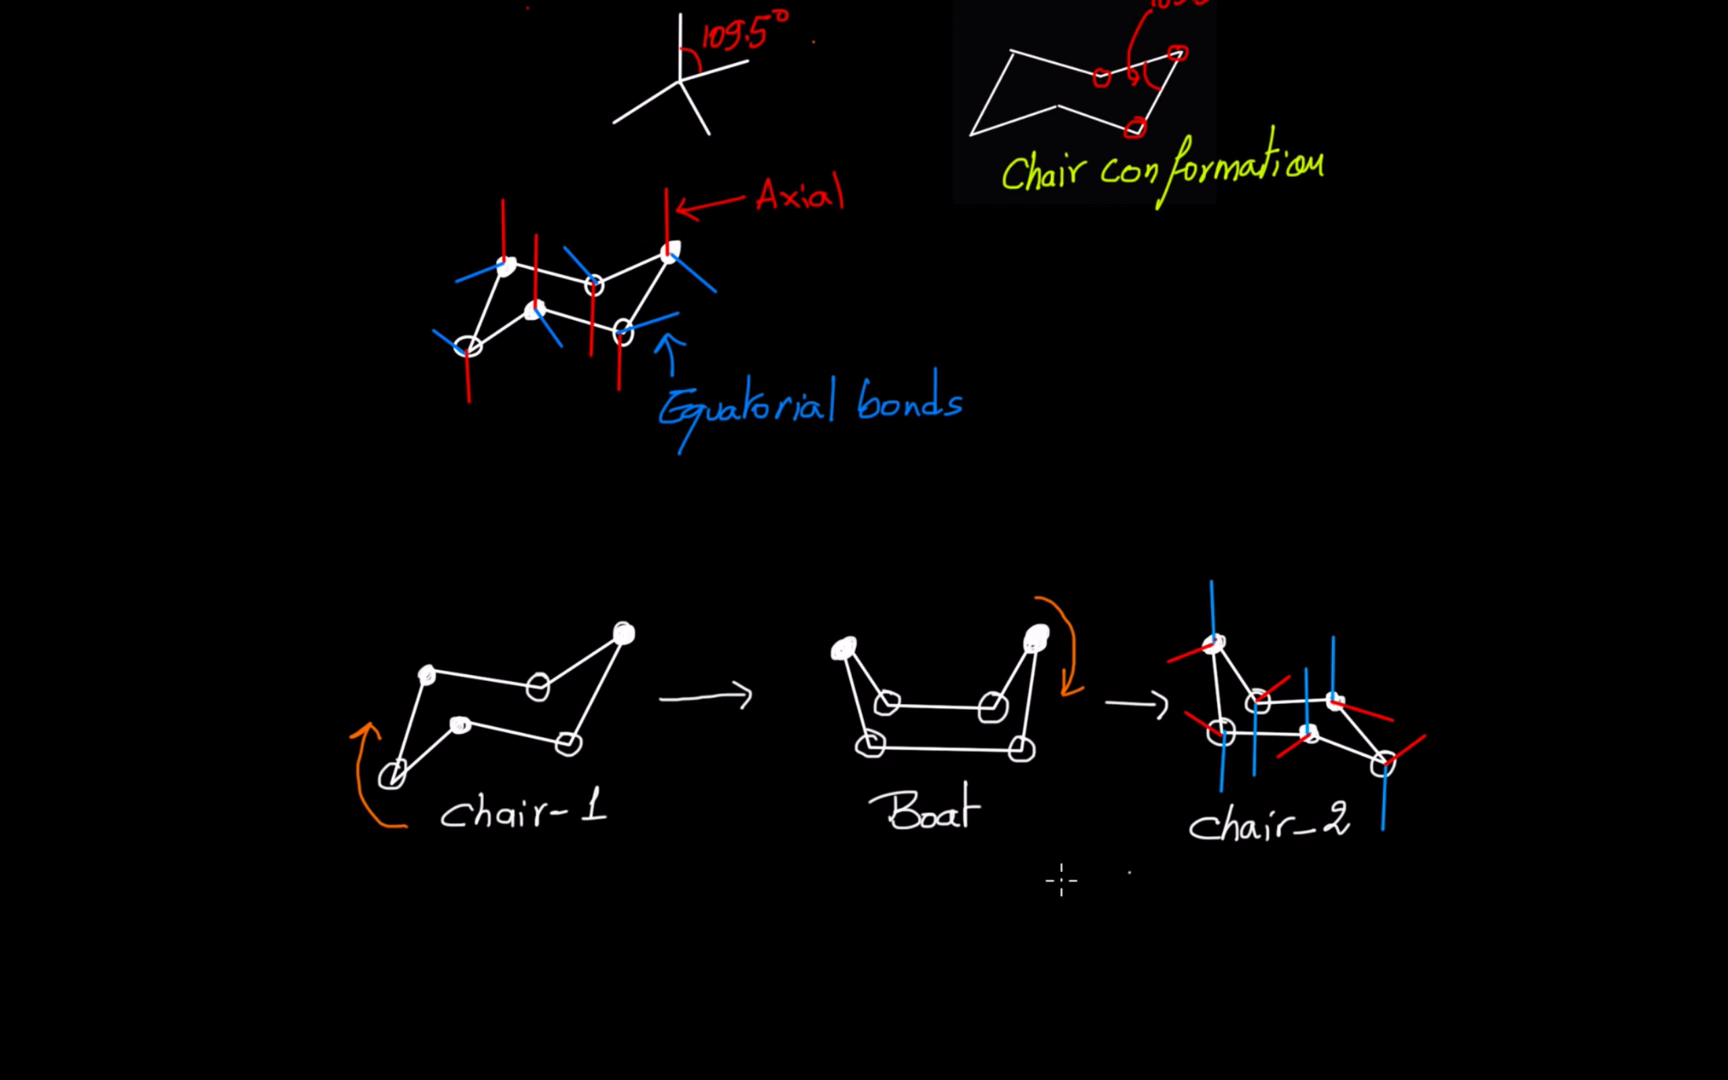 109.5°
Chair conformation
Axial
Equatorial bonds
Chair-1
Boat
Chair-2